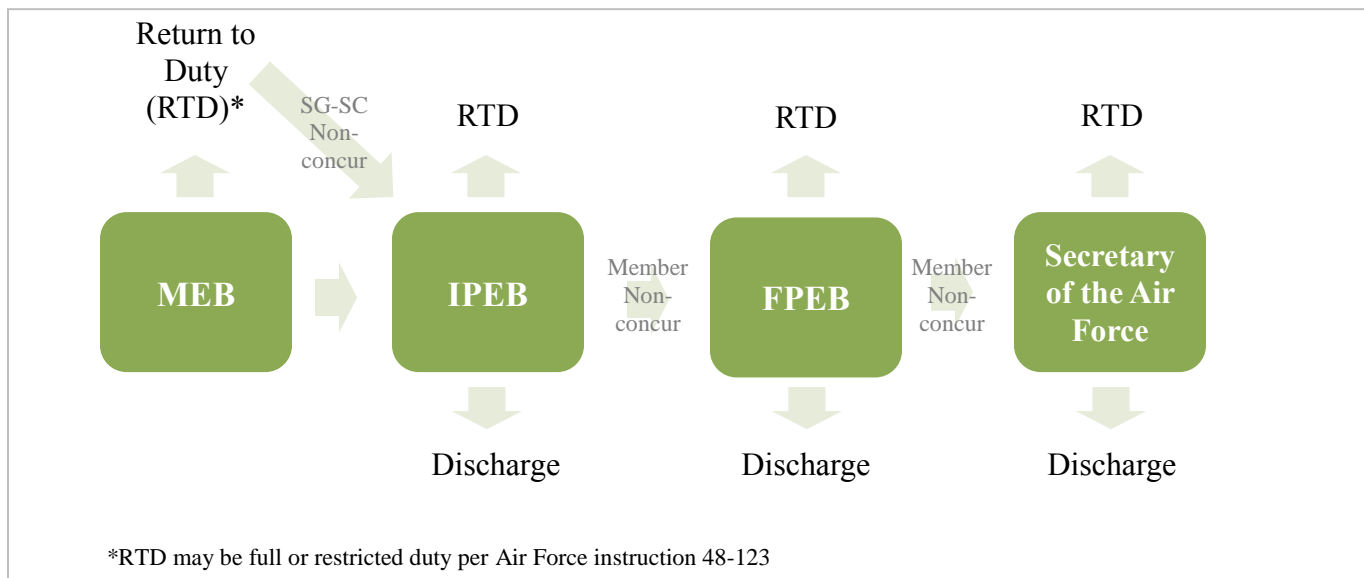 Return to
Duty
(RTD)*
SG-SC
Non-
concur
RTD
RTD
RTD
MEB
IPEB
Member
Non-
concur
FPEB
Member
Non-
concur
Secretary
of the Air
Force
Discharge
Discharge
Discharge
*RTD may be full or restricted duty per Air Force instruction 48-123